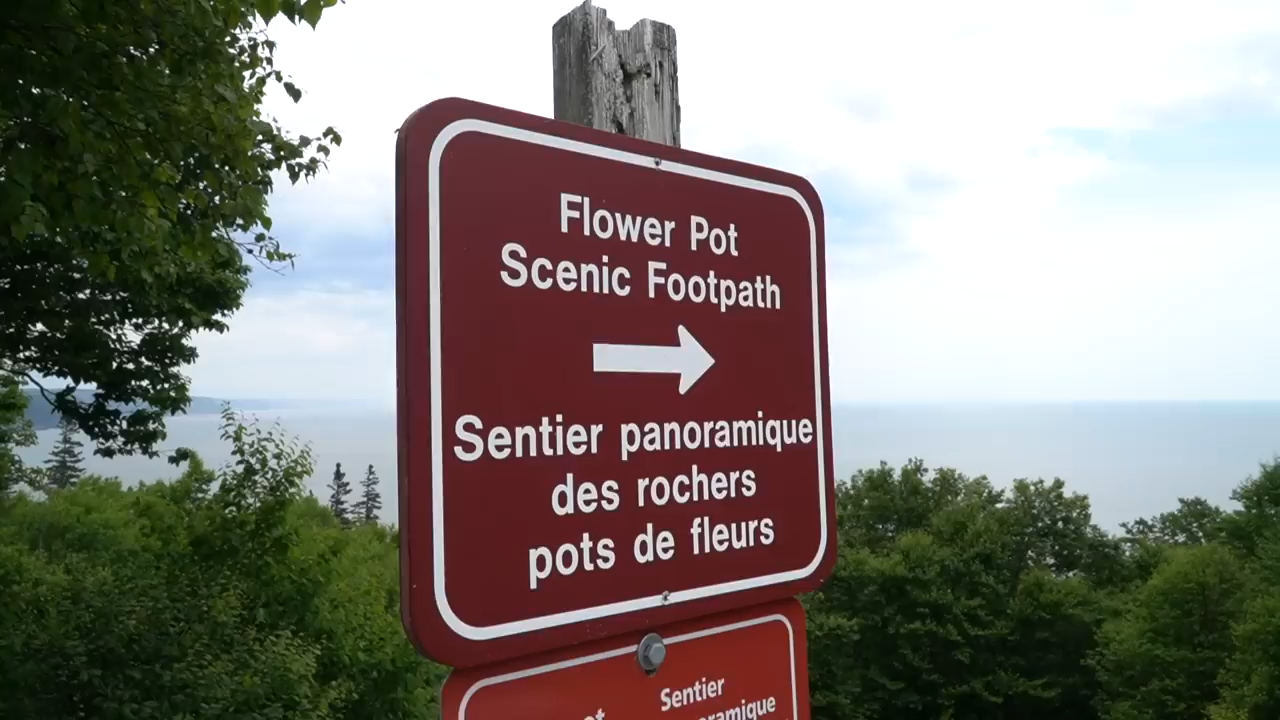 Flower Pot
Scenic Footpath
Sentier panoramique
des rochers
pots de fleurs
Sentier